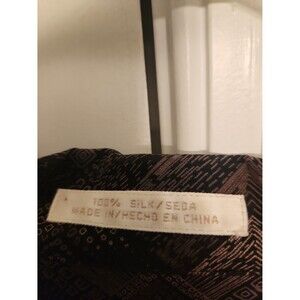 100% SILK/SEDA
MADE IN/HECHO EN CHINA